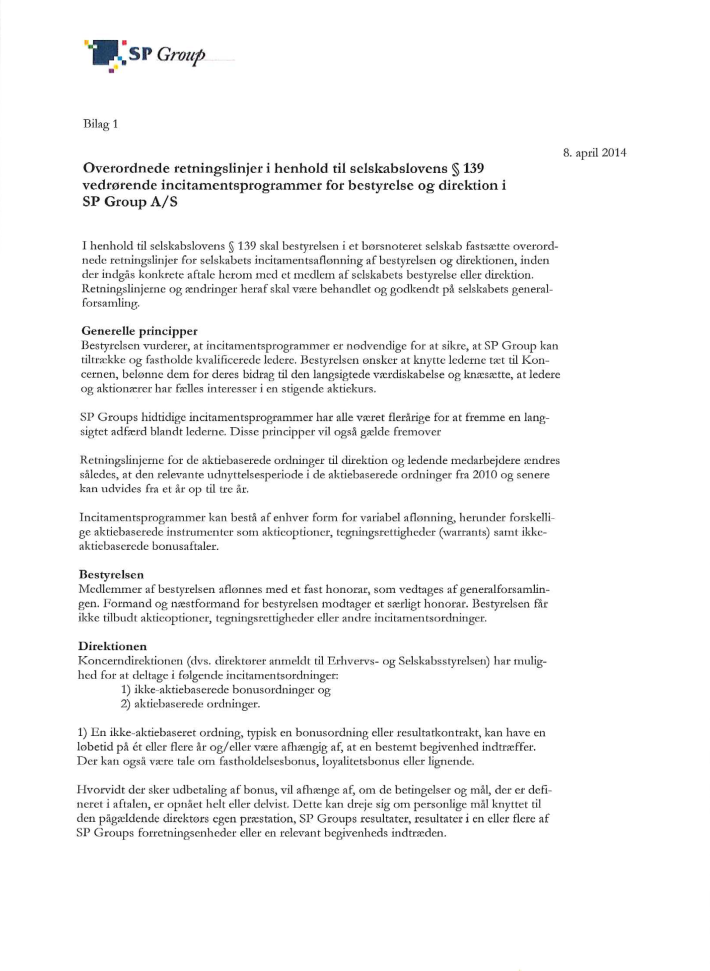 SP Group
Bilag 1
8. april 2014
Overordnede retningslinjer i henhold til selskabslovens § 139
vedrørende incitamentsprogrammer for bestyrelse og direktion i
SP Group A/S
I henhold til selskabslovens § 139 skal bestyrelsen i et børsnoteret selskab fastsætte overord-
nede retningslinjer for selskabets incitamentsaflønning af bestyrelsen og direktionen, inden
der indgås konkrete aftale herom med et medlem af selskabets bestyrelse eller direktion.
Retningslinjerne og ændringer heraf skal være behandlet og godkendt på selskabets general-
forsamling.
Generelle principper
Bestyrelsen vurderer, at incitamentsprogrammer er nødvendige for at sikre, at SP Group kan
tiltrække og fastholde kvalificerede ledere. Bestyrelsen ønsker at knytte lederne tæt til Kon-
cernen, belønne dem for deres bidrag til den langsigtede værdiskabelse og knæsætte, at ledere
og aktionærer har fælles interesser i en stigende aktiekurs.
SP Groups hidtidige incitamentsprogrammer har alle været flerårige for at fremme en lang-
sigtet adfærd blandt lederne. Disse principper vil også gælde fremover
Retningslinjerne for de aktiebaserede ordninger til direktion og ledende medarbejdere ændres
således, at den relevante udnyttelsesperiode i de aktiebaserede ordninger fra 2010 og senere
kan udvides fra et år op til tre år.
Incitamentsprogrammer kan bestå af enhver form for variabel aflønning, herunder forskelli-
ge aktiebaserede instrumenter som aktieoptioner, tegningsrettigheder (warrants) samt ikke-
aktiebaserede bonusaftaler.
Bestyrelsen
Medlemmer af bestyrelsen aflønnes med et fast honorar, som vedtages af generalforsamlin-
gen. Formand og næstformand for bestyrelsen modtager et særligt honorar. Bestyrelsen får
ikke tilbudt aktieoptioner, tegningsrettigheder eller andre incitamentsordninger.
Direktionen
Koncerndirektionen (dvs. direktører anmeldt til Erhvervs- og Selskabsstyrelsen) har mulig-
hed for at deltage i følgende incitamentsordninger:
1) ikke-aktiebaserede bonusordninger og
2) aktiebaserede ordninger.
1) En ikke-aktiebaseret ordning, typisk en bonusordning eller resultatkontrakt, kan have en
løbetid på ét eller flere år og/eller være afhængig af, at en bestemt begivenhed indtræffer.
Der kan også være tale om fastholdelsesbonus, loyalitetsbonus eller lignende.
Hvorvidt der sker udbetaling af bonus, vil afhænge af, om de betingelser og mål, der er defi-
neret i aftalen, er opnået helt eller delvist. Dette kan dreje sig om personlige mål knyttet til
den pågældende direktørs egen præstation, SP Groups resultater, resultater i en eller flere af
SP Groups forretningsenheder eller en relevant begivenheds indtræden.